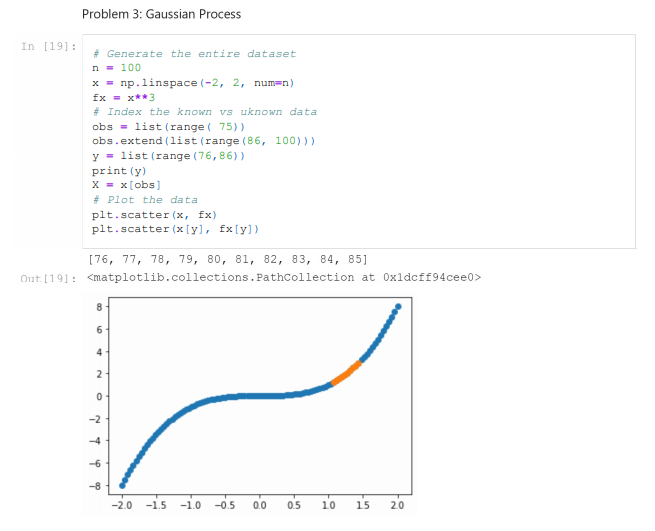 Problem 3: Gaussian Process
In [19]:
# Generate the entire dataset
n = 100
x = np.linspace(-2, 2, num=n)
fx = x**3
# Index the known vs uknown data
obs = list(range( 75))
obs.extend(list(range(86, 100)))
y = list(range(76,86))
print(y)
X = x[obs]
# Plot the data
plt.scatter(x, fx)
plt.scatter(x[y], fx[y])
[76, 77, 78, 79, 80, 81, 82, 83, 84, 85]
Out[19]: <matplotlib.collections.PathCollection at 0x1dcff94cee0>
8
6
4
2
0
−2
−4
−6
−8
−2.0 −1.5 −1.0 −0.5 0.0 0.5 1.0 1.5 2.0